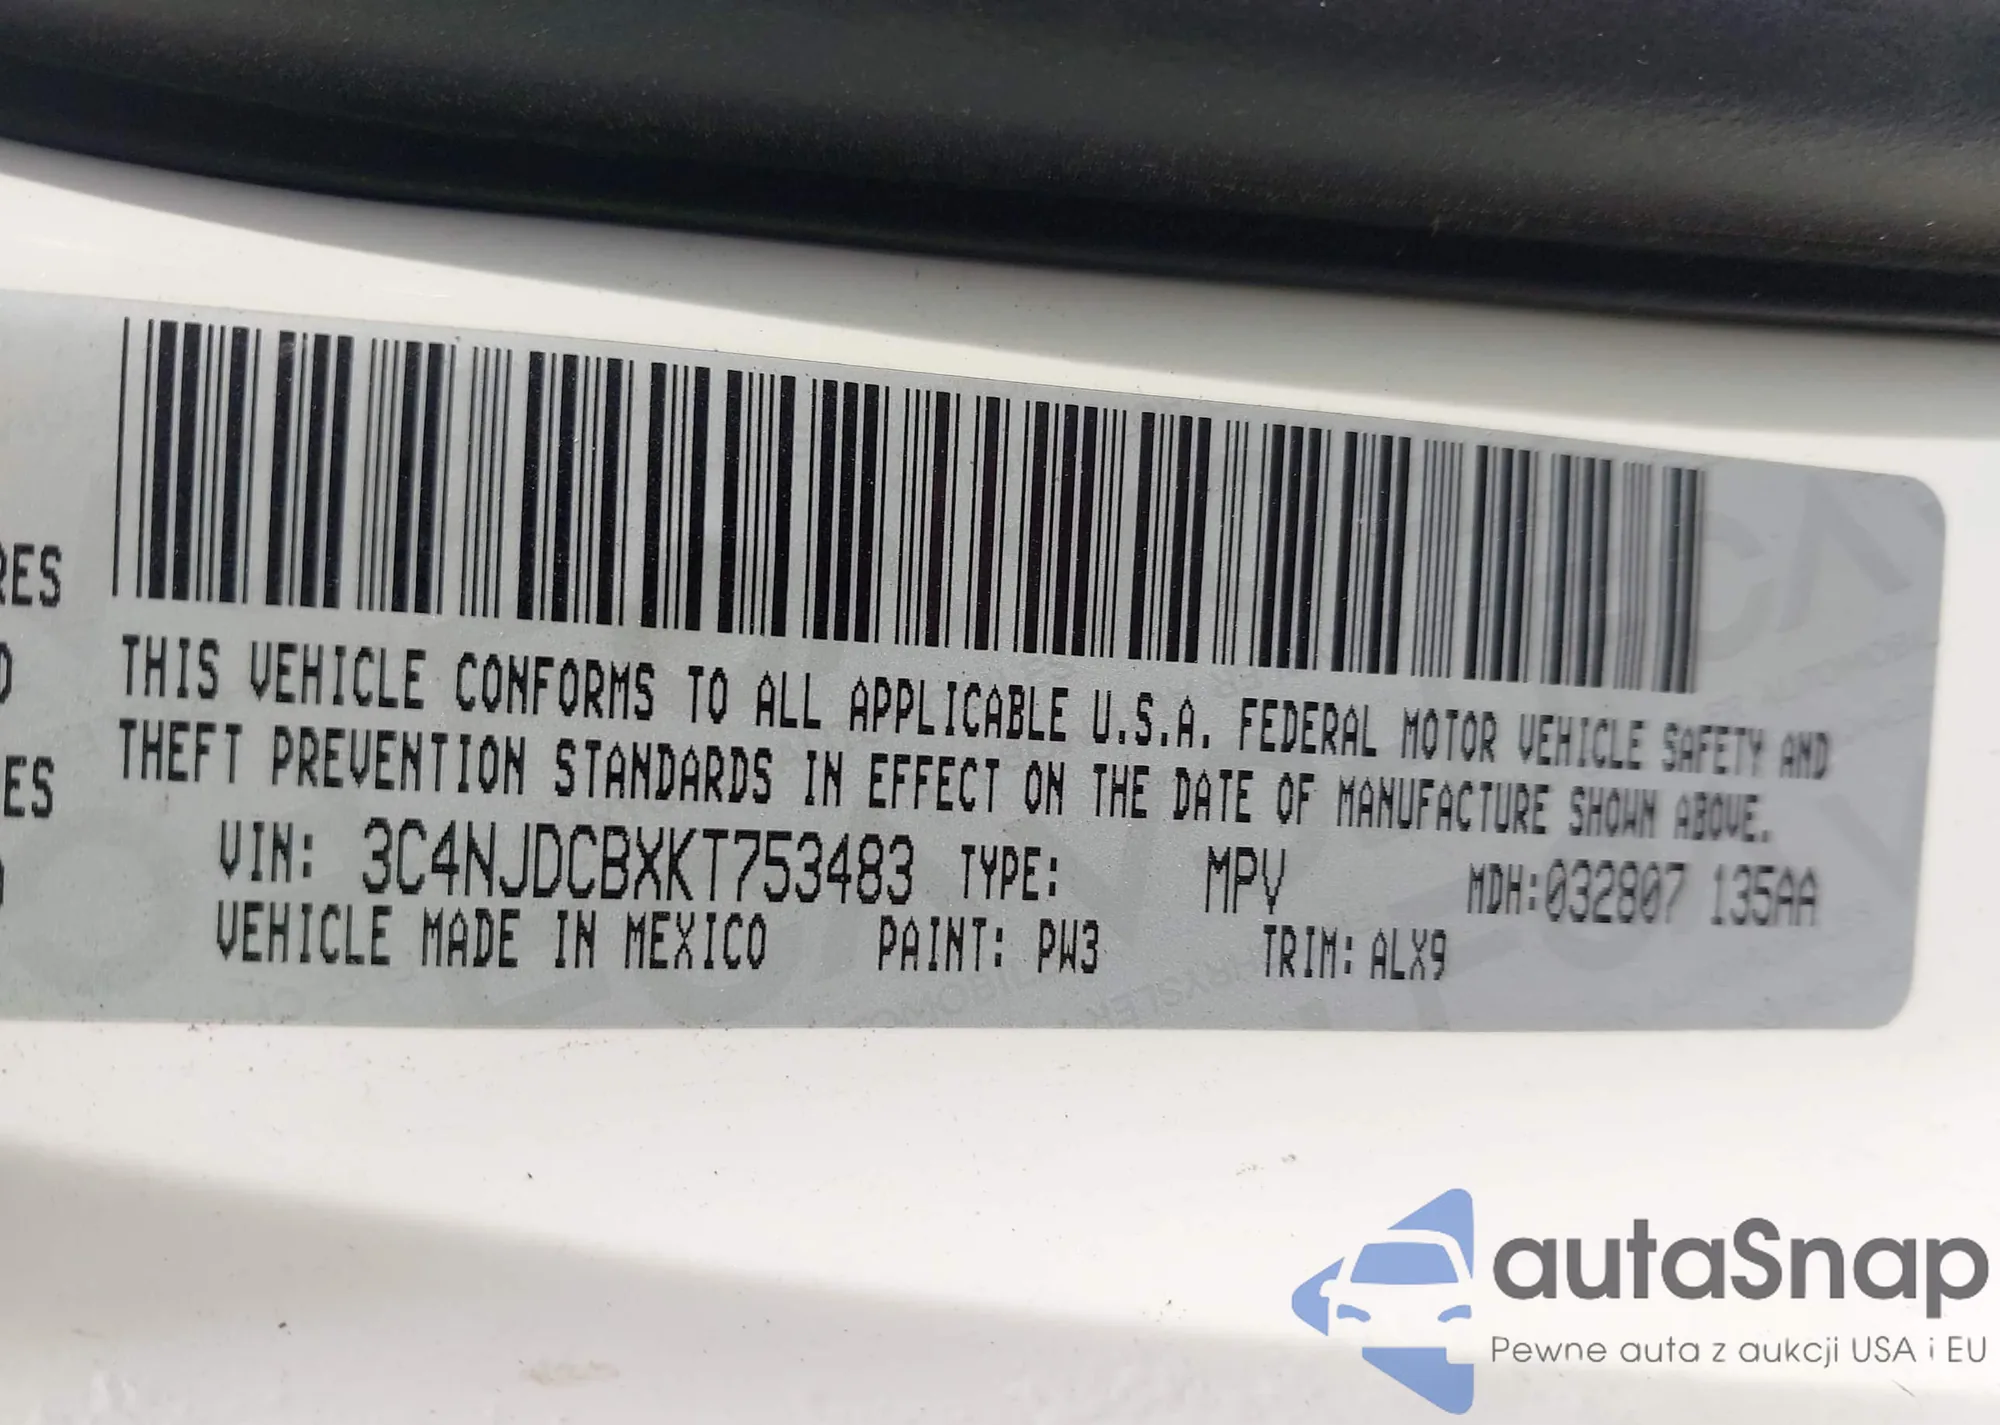 THIS VEHICLE CONFORMS TO ALL APPLICABLE U.S.A. FEDERAL MOTOR VEHICLE SAFETY AND
THEFT PREVENTION STANDARDS IN EFFECT ON THE DATE OF MANUFACTURE SHOWN ABOVE.
VIN: 3C4NJDCBXKT753483 TYPE: MPV MDH:032807 135AA
VEHICLE MADE IN MEXICO PAINT: PW3 TRIM: ALX9
autaSnap
Pewne auta z aukcji USA i EU